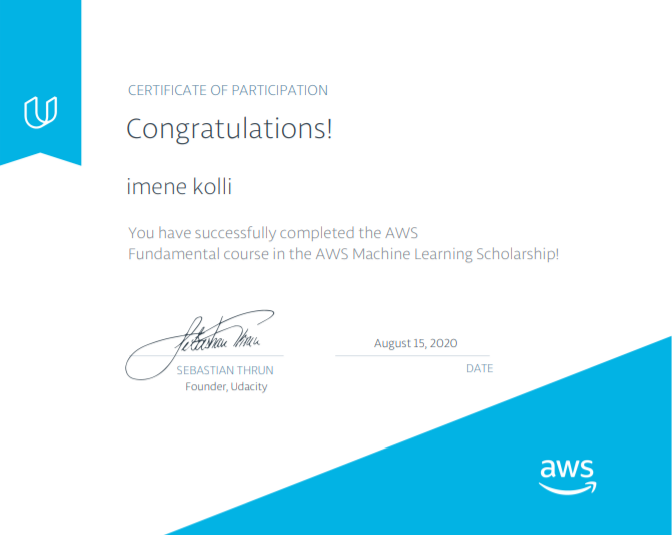 CERTIFICATE OF PARTICIPATION
Congratulations!
imene kolli
You have successfully completed the AWS
Fundamental course in the AWS Machine Learning Scholarship!
Sebastian Thrun
August 15, 2020
SEBASTIAN THRUN
DATE
Founder, Udacity
aws